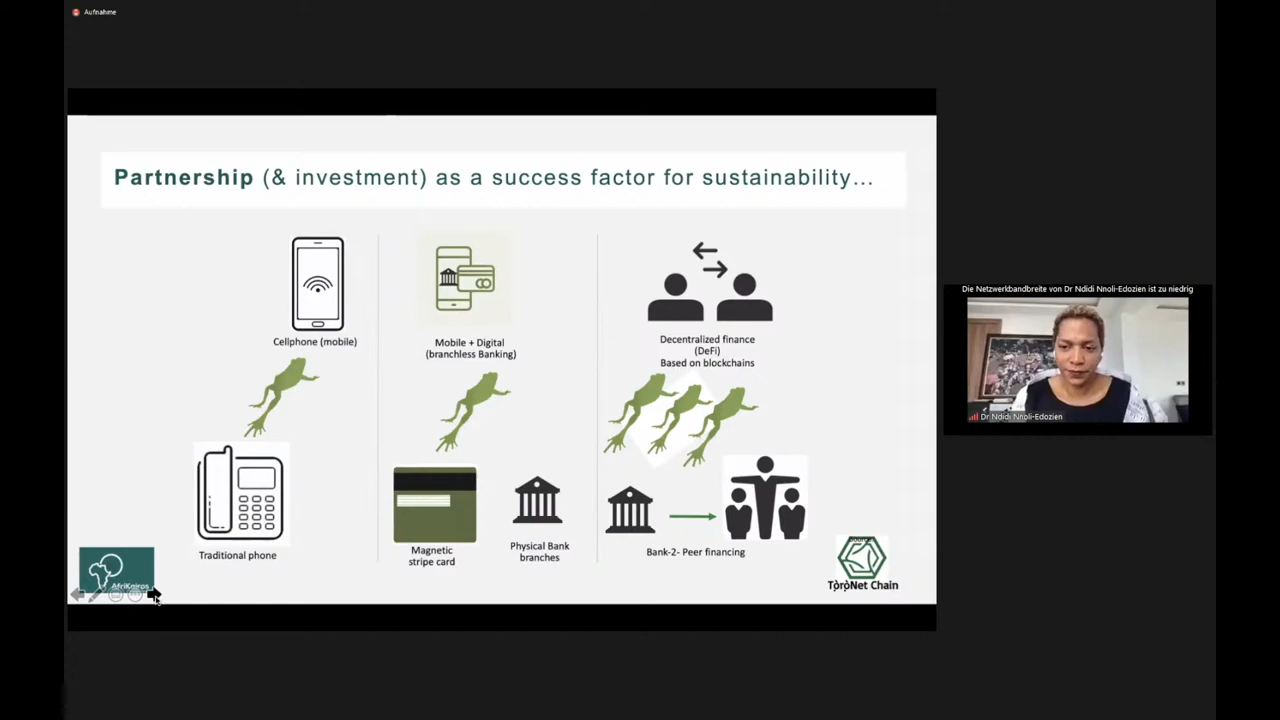 Aufnahme
Partnership (& investment) as a success factor for sustainability...
Cellphone (mobile)
Mobile + Digital
(branchless Banking)
Decentralized finance
(DeFi)
Based on blockchains
Traditional phone
Magnetic
stripe card
Physical Bank
branches
Bank-2- Peer financing
AfriKairos
Source:
TọròNet Chain
Die Netzwerkbandbreite von Dr Ndidi Nnoli-Edozien ist zu niedrig
Dr Ndidi Nnoli-Edozien